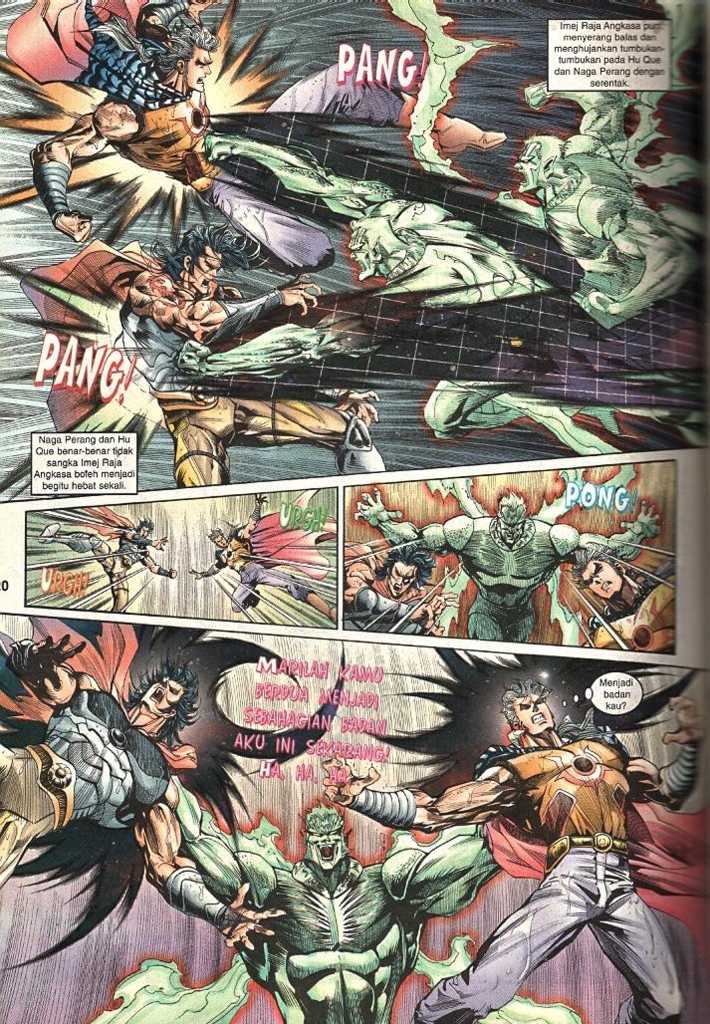 Imej Raja Angkasa pun
menyerang balas dan
menghujankan tumbukan-
tumbukan pada Hu Que
dan Naga Perang dengan
serentak.
PANG!
PANG!
Naga Perang dan Hu
Que benar-benar tidak
sangka Imej Raja
Angkasa boleh menjadi
begitu hebat sekali.
URGH!
URGH!
PONG!
20
MARILAH KAMU
BERDUA MENJADI
SEBAHAGIAN BADAN
AKU INI SEKARANG!
HA, HA, HA...
Menjadi
badan
kau?